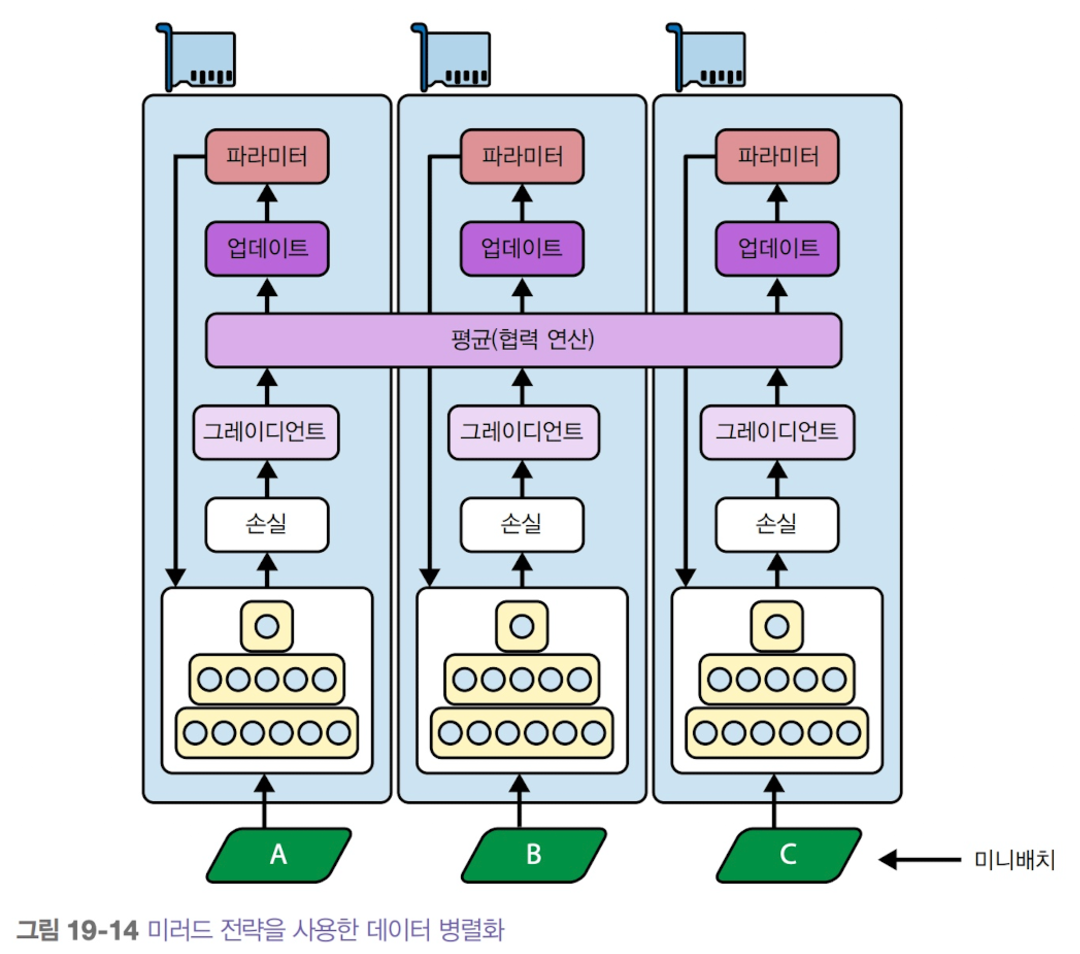 파라미터 파라미터 파라미터
업데이트 업데이트 업데이트
평균(협력 연산)
그레이디언트 그레이디언트 그레이디언트
손실 손실 손실
A B C
미니배치
그림 19-14 미러드 전략을 사용한 데이터 병렬화